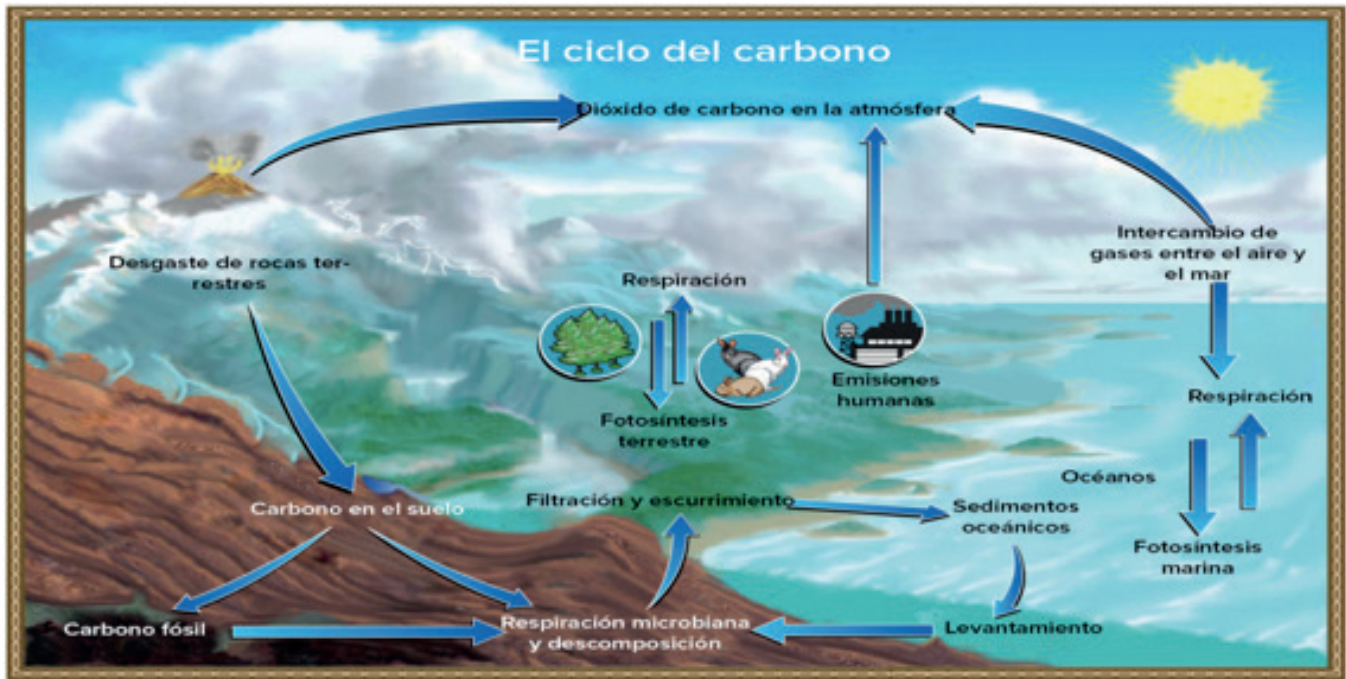 El ciclo del carbono
Dióxido de carbono en la atmósfera
Intercambio de
gases entre el aire y
el mar
Desgaste de rocas ter-
restres
Respiración
Emisiones
humanas
Respiración
Fotosíntesis
terrestre
Océanos
Filtración y escurrimiento
Carbono en el suelo
Sedimentos
oceánicos
Fotosíntesis
marina
Carbono fósil
Respiración microbiana
y descomposición
Levantamiento